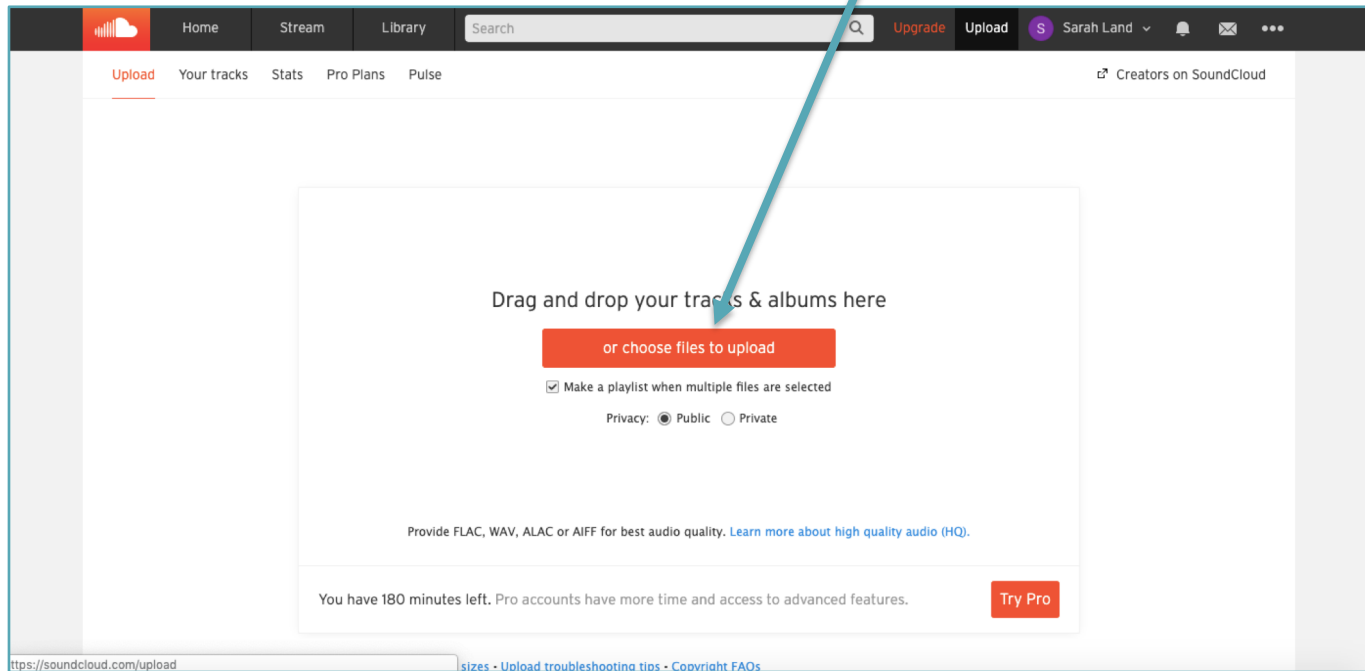 Home Stream Library Search Upgrade Upload S Sarah Land
Upload Your tracks Stats Pro Plans Pulse Creators on SoundCloud
Drag and drop your tracks & albums here
or choose files to upload
Make a playlist when multiple files are selected
Privacy: Public Private
Provide FLAC, WAV, ALAC or AIFF for best audio quality. Learn more about high quality audio (HQ).
You have 180 minutes left. Pro accounts have more time and access to advanced features. Try Pro
ttps://soundcloud.com/upload sizes - Upload troubleshooting tips - Copyright FAQs